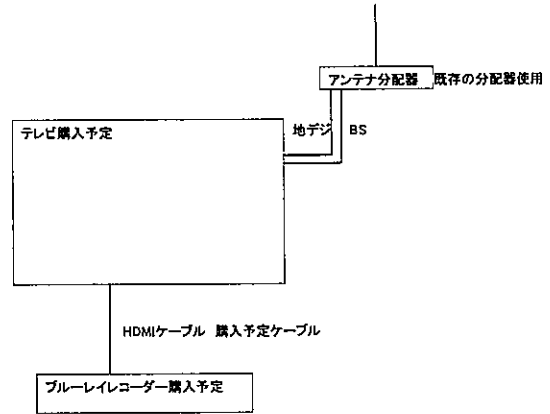 アンテナ分配器 既存の分配器使用
テレビ購入予定
地デジ BS
HDMIケーブル 購入予定ケーブル
ブルーレイレコーダー購入予定